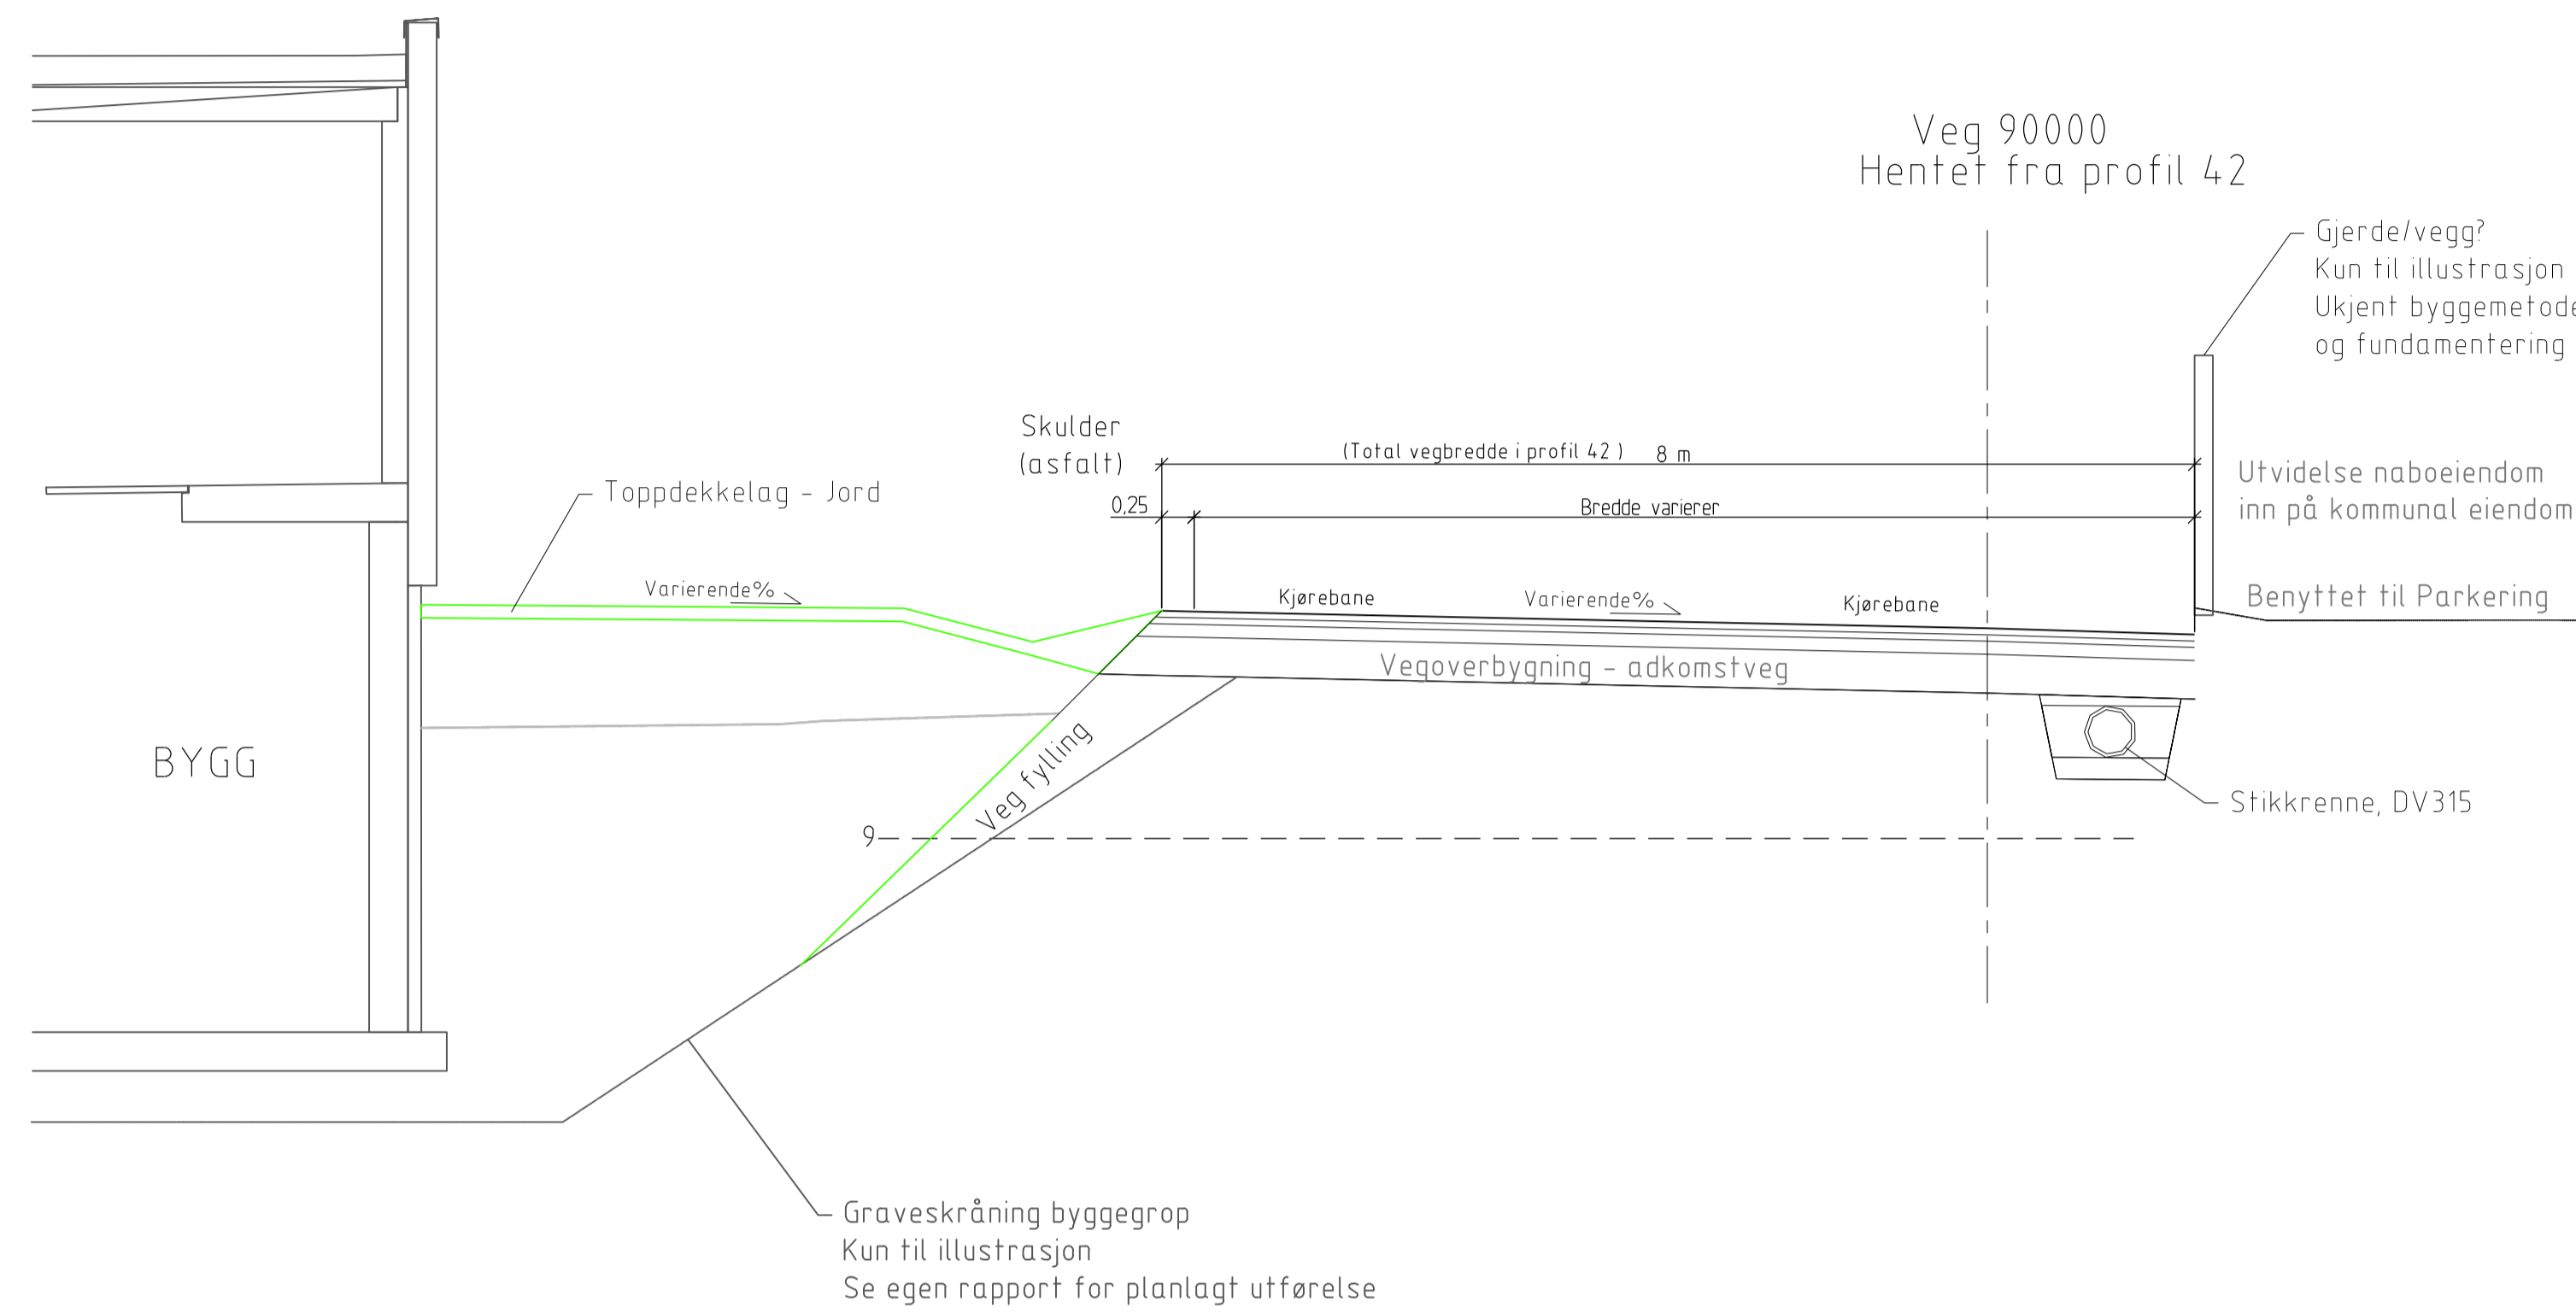 Veg 90000
Hentet fra profil 42
Gjerde/vegg?
Kun til illustrasjon
Ukjent byggemetode
og fundamentering
Skulder
(asfalt)
(Total vegbredde i profil 42 ) 8 m
Utvidelse naboeiendom
inn på kommunal eiendom
Toppdekkelag - Jord
0,25
Bredde varierer
Varierende%
Kjørebane
Varierende%
Kjørebane
Benyttet til Parkering
Vegoverbygning - adkomstveg
BYGG
Veg fylling
Stikkrenne, DV315
9
Graveskråning byggegrop
Kun til illustrasjon
Se egen rapport for planlagt utførelse